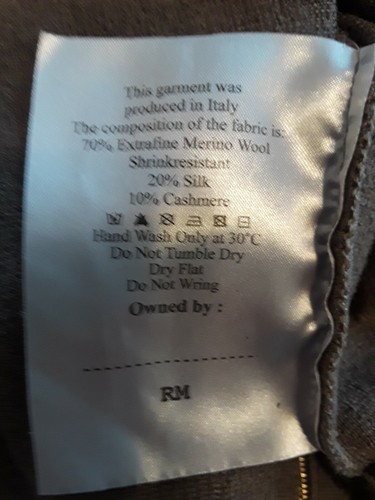 This garment was
produced in Italy
The composition of the fabric is:
70% Extrafine Merino Wool
Shrinkresistant
20% Silk
10% Cashmere
Hand Wash Only at 30°C
Do Not Tumble Dry
Dry Flat
Do Not Wring
Owned by :
RM